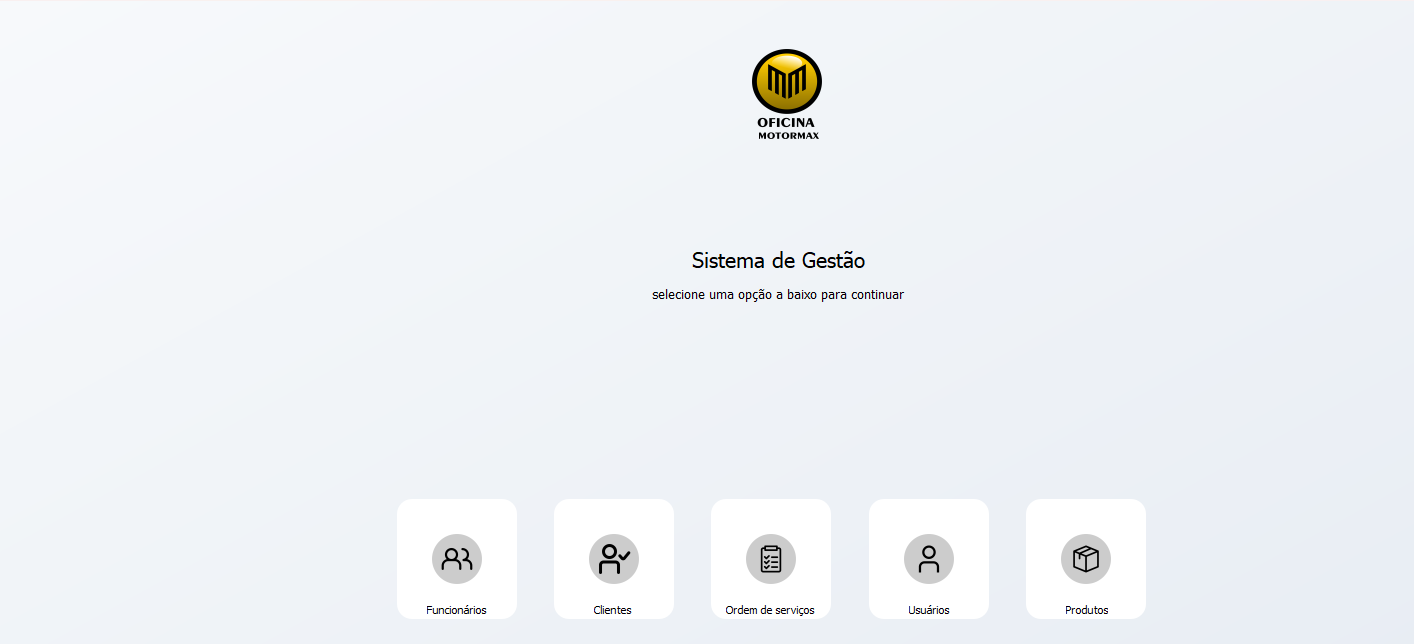 OFICINA
MOTORMAX
Sistema de Gestão
selecione uma opção a baixo para continuar
Funcionários
Clientes
Ordem de serviços
Usuários
Produtos